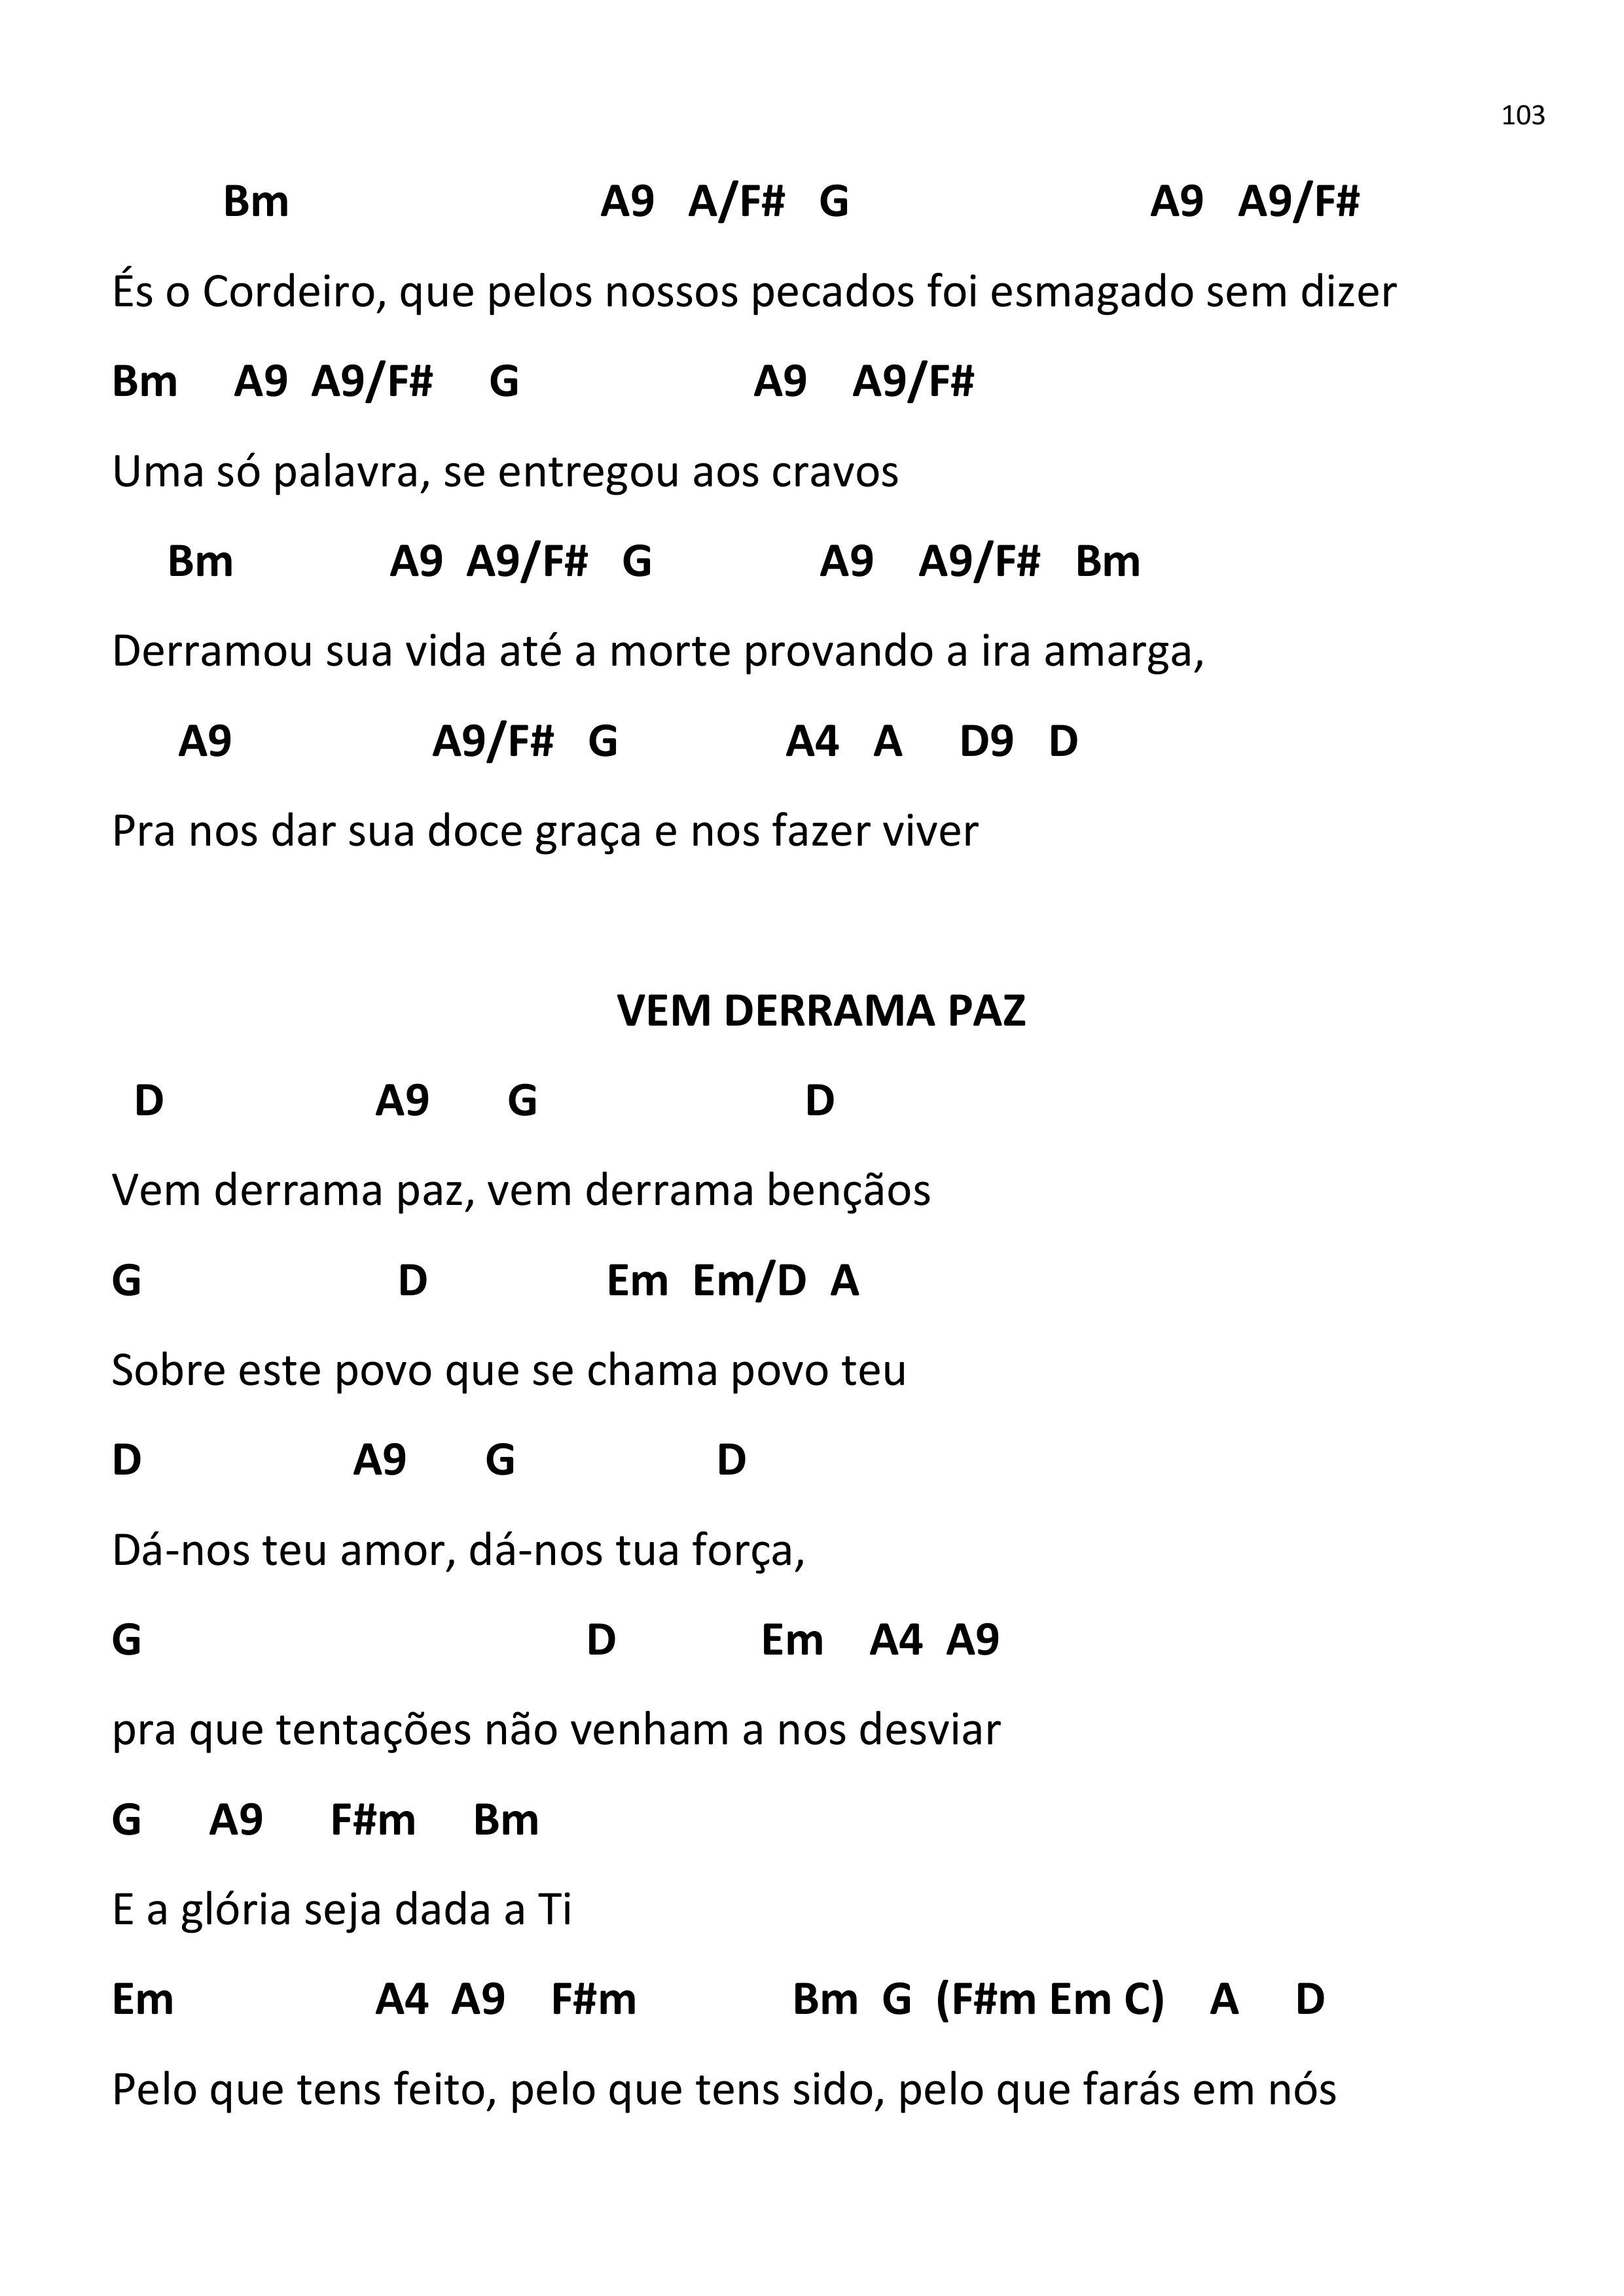 103
Bm A9 A/F# G A9 A9/F#
És o Cordeiro, que pelos nossos pecados foi esmagado sem dizer
Bm A9 A9/F# G A9 A9/F#
Uma só palavra, se entregou aos cravos
Bm A9 A9/F# G A9 A9/F# Bm
Derramou sua vida até a morte provando a ira amarga,
A9 A9/F# G A4 A D9 D
Pra nos dar sua doce graça e nos fazer viver
VEM DERRAMA PAZ
D A9 G D
Vem derrama paz, vem derrama bençãos
G D Em Em/D A
Sobre este povo que se chama povo teu
D A9 G D
Dá-nos teu amor, dá-nos tua força,
G D Em A4 A9
pra que tentações não venham a nos desviar
G A9 F#m Bm
E a glória seja dada a Ti
Em A4 A9 F#m Bm G (F#m Em C) A D
Pelo que tens feito, pelo que tens sido, pelo que farás em nós